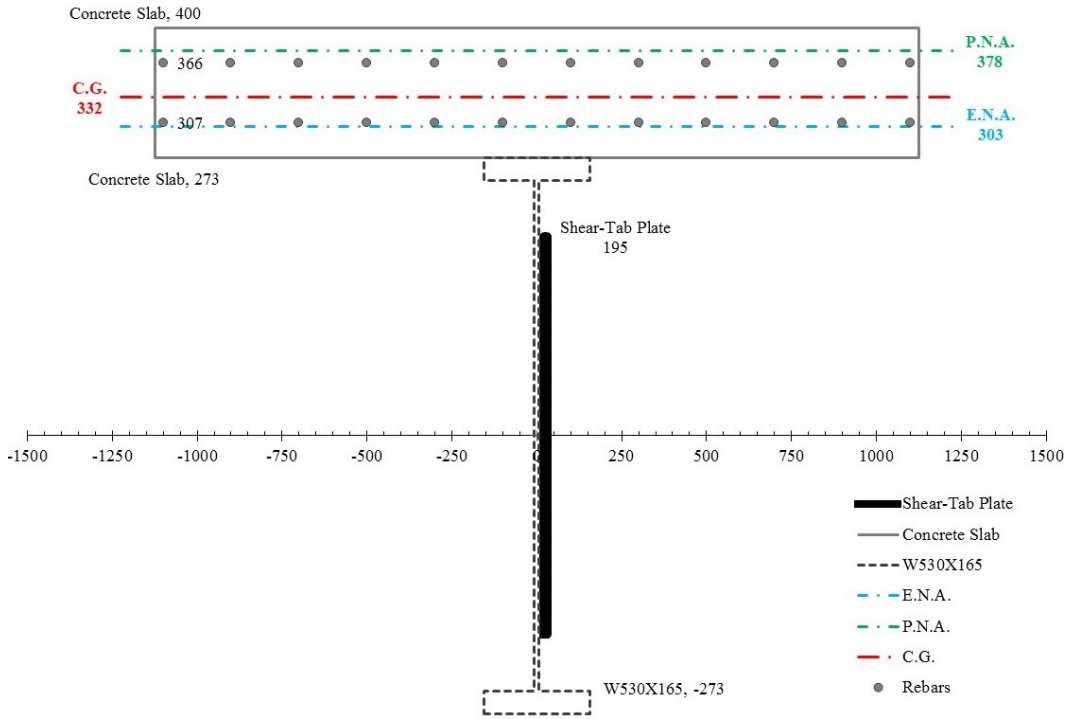 Concrete Slab, 400
P.N.A.
378
366
C.G.
332
E.N.A.
303
307
Concrete Slab, 273
Shear-Tab Plate
195
-1500 -1250 -1000 -750 -500 -250 0 250 500 750 1000 1250 1500
Shear-Tab Plate
Concrete Slab
W530X165
E.N.A.
P.N.A.
C.G.
Rebars
W530X165, -273